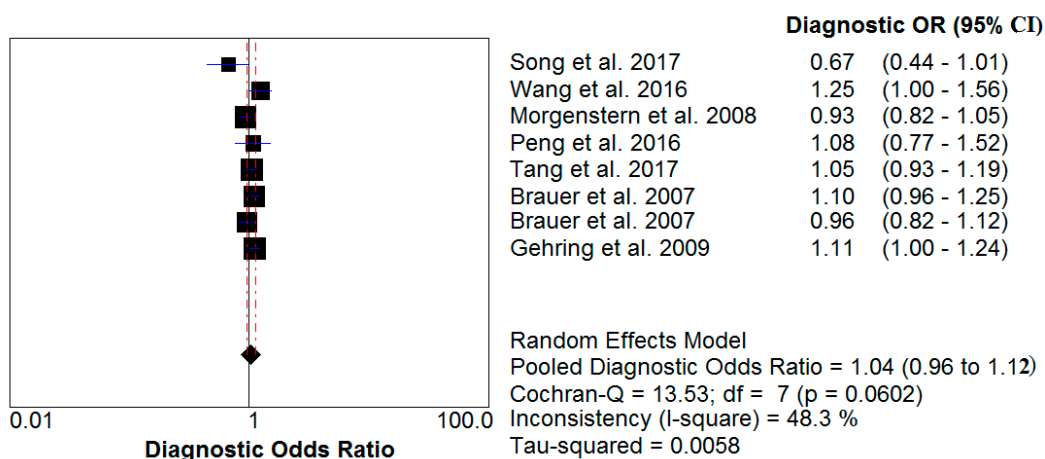 Diagnostic OR (95% CI)
Song et al. 2017 0.67 (0.44 - 1.01)
Wang et al. 2016 1.25 (1.00 - 1.56)
Morgenstern et al. 2008 0.93 (0.82 - 1.05)
Peng et al. 2016 1.08 (0.77 - 1.52)
Tang et al. 2017 1.05 (0.93 - 1.19)
Brauer et al. 2007 1.10 (0.96 - 1.25)
Brauer et al. 2007 0.96 (0.82 - 1.12)
Gehring et al. 2009 1.11 (1.00 - 1.24)
Random Effects Model
Pooled Diagnostic Odds Ratio = 1.04 (0.96 to 1.12)
Cochran-Q = 13.53; df = 7 (p = 0.0602)
Inconsistency (I-square) = 48.3 %
Tau-squared = 0.0058
0.01 1 100.0
Diagnostic Odds Ratio